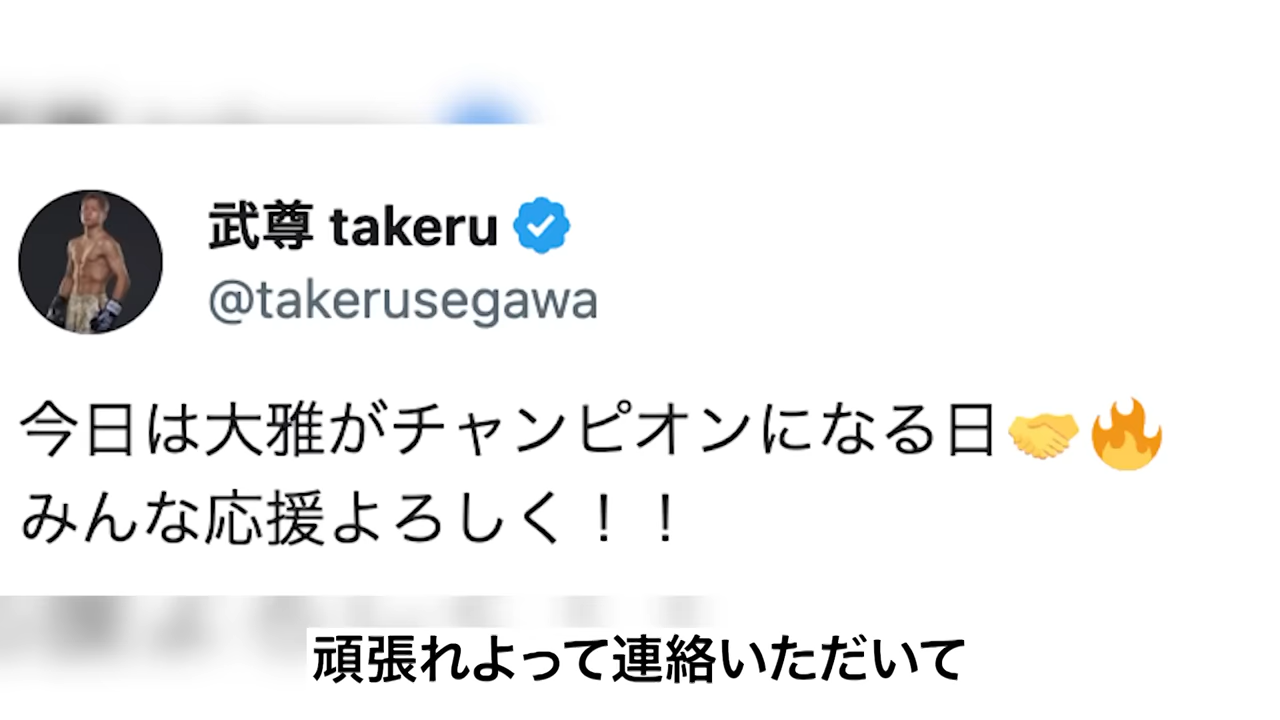 武尊 takeru
@takerusegawa
今日は大雅がチャンピオンになる日🤝🔥
みんな応援よろしく！！
頑張れよって連絡いただいて